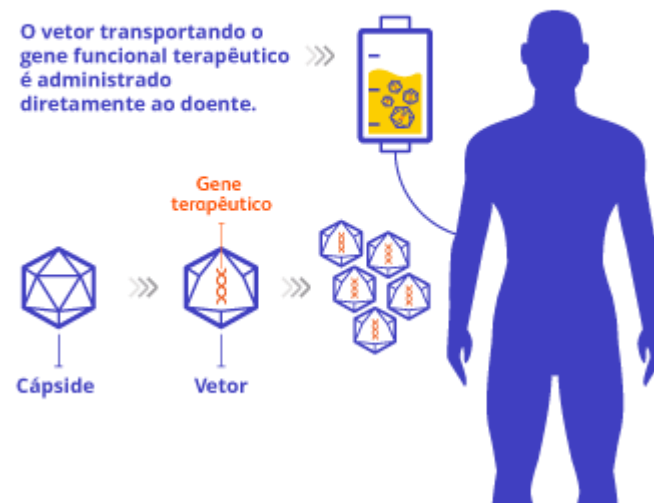 O vetor transportando o
gene funcional terapêutico
é administrado
diretamente ao doente.
Gene
terapêutico
Cápside
Vetor